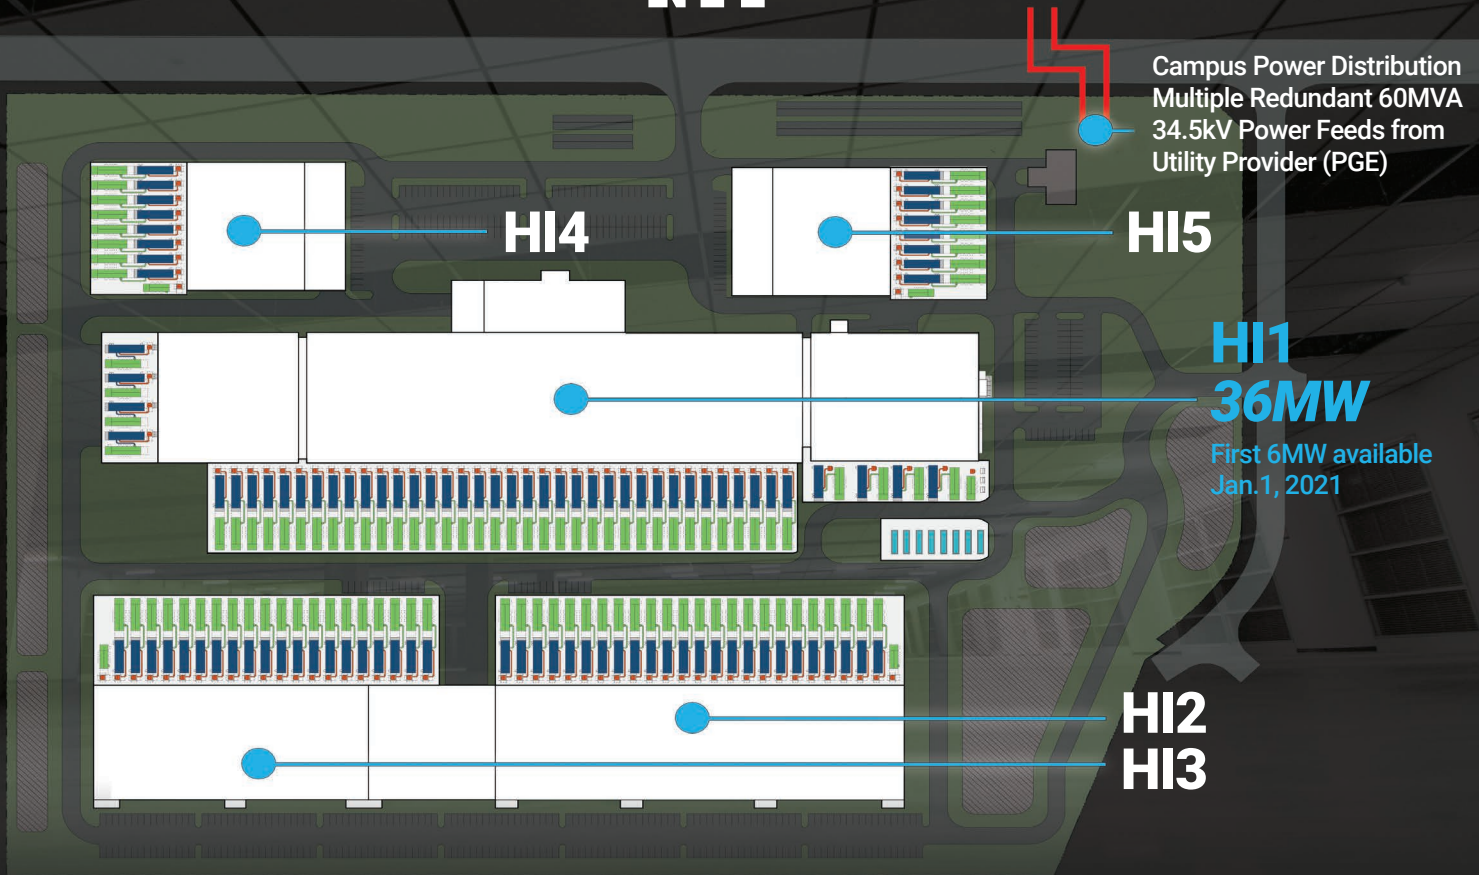 Campus Power Distribution
Multiple Redundant 60MVA
34.5kV Power Feeds from
Utility Provider (PGE)
HI4
HI5
HI1
36MW
First 6MW available
Jan.1, 2021
HI2
HI3